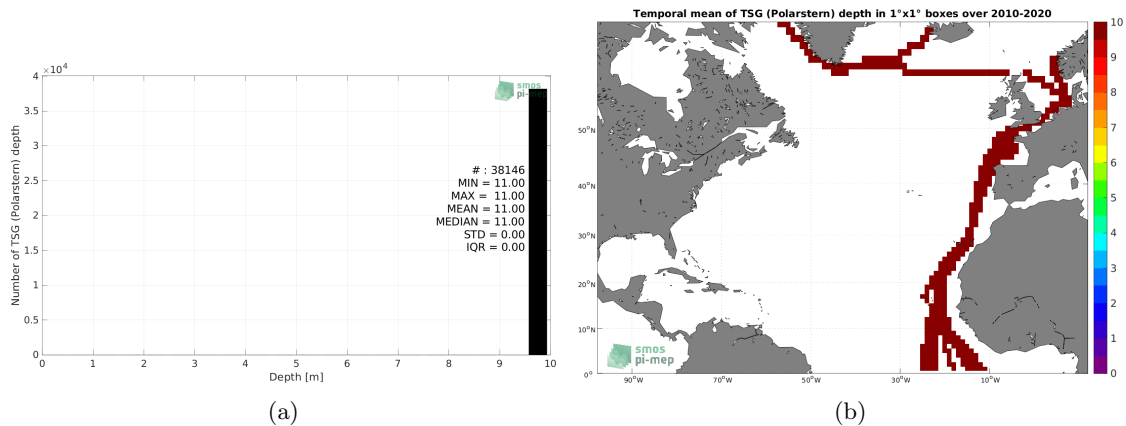 ×10⁴
4
3.5
3
2.5
2
1.5
1
0.5
0
Number of TSG (Polarstern) depth
smos
pi-mep
# : 38146
MIN = 11.00
MAX = 11.00
MEAN = 11.00
MEDIAN = 11.00
STD = 0.00
IQR = 0.00
0 1 2 3 4 5 6 7 8 9 10
Depth [m]
(a)
Temporal mean of TSG (Polarstern) depth in 1°x1° boxes over 2010-2020
50°N
40°N
30°N
20°N
10°N
0°
90°W 70°W 50°W 30°W 10°W
smos
pi-mep
10
9
8
7
6
5
4
3
2
1
0
(b)